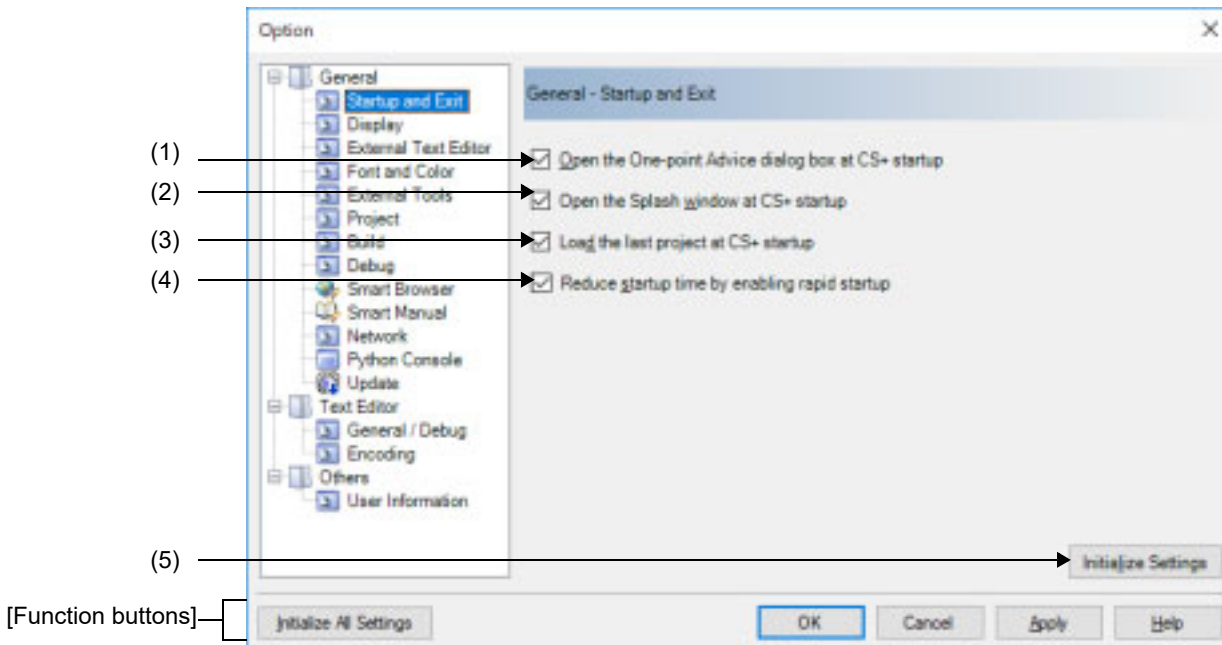 Option
General
Startup and Exit
Display
External Text Editor
Font and Color
External Tools
Project
Build
Debug
Smart Browser
Smart Manual
Network
Python Console
Update
Text Editor
General / Debug
Encoding
Others
User Information
General - Startup and Exit
(1)
Open the One-point Advice dialog box at CS+ startup
(2)
Open the Splash window at CS+ startup
(3)
Load the last project at CS+ startup
(4)
Reduce startup time by enabling rapid startup
(5)
Initialize Settings
[Function buttons]
Initialize All Settings
OK
Cancel
Apply
Help